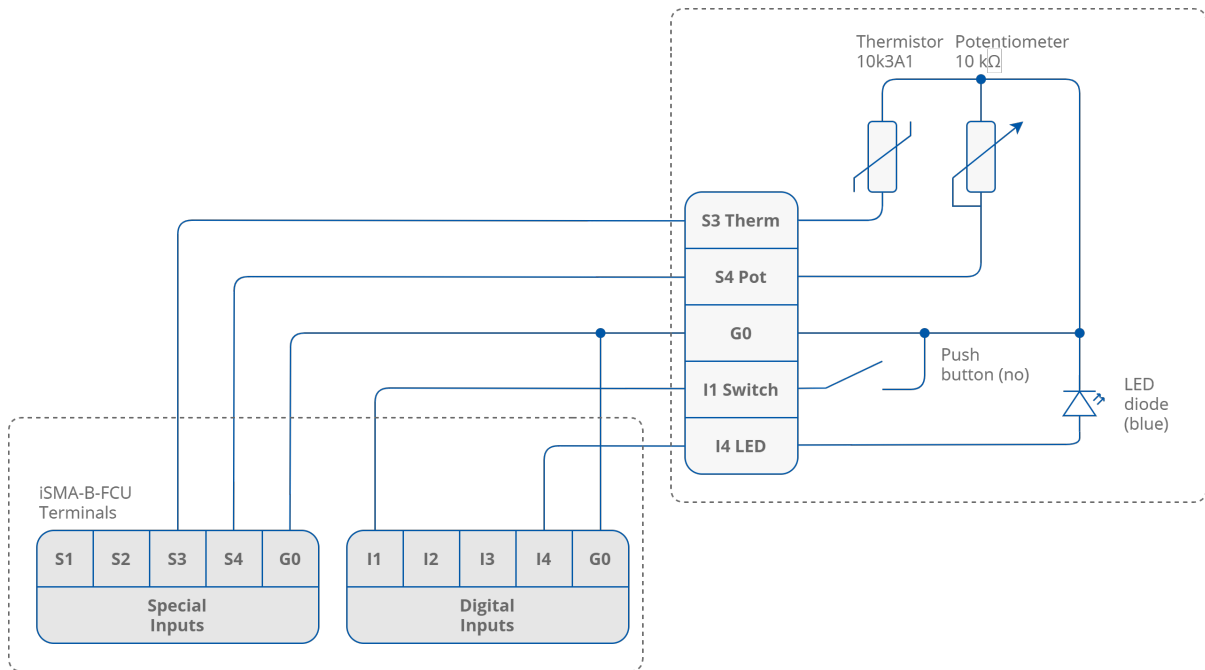 Thermistor
10k3A1
Potentiometer
10 kΩ
S3 Therm
S4 Pot
G0
I1 Switch
I4 LED
Push
button (no)
LED
diode
(blue)
iSMA-B-FCU
Terminals
S1 S2 S3 S4 G0
Special
Inputs
I1 I2 I3 I4 G0
Digital
Inputs